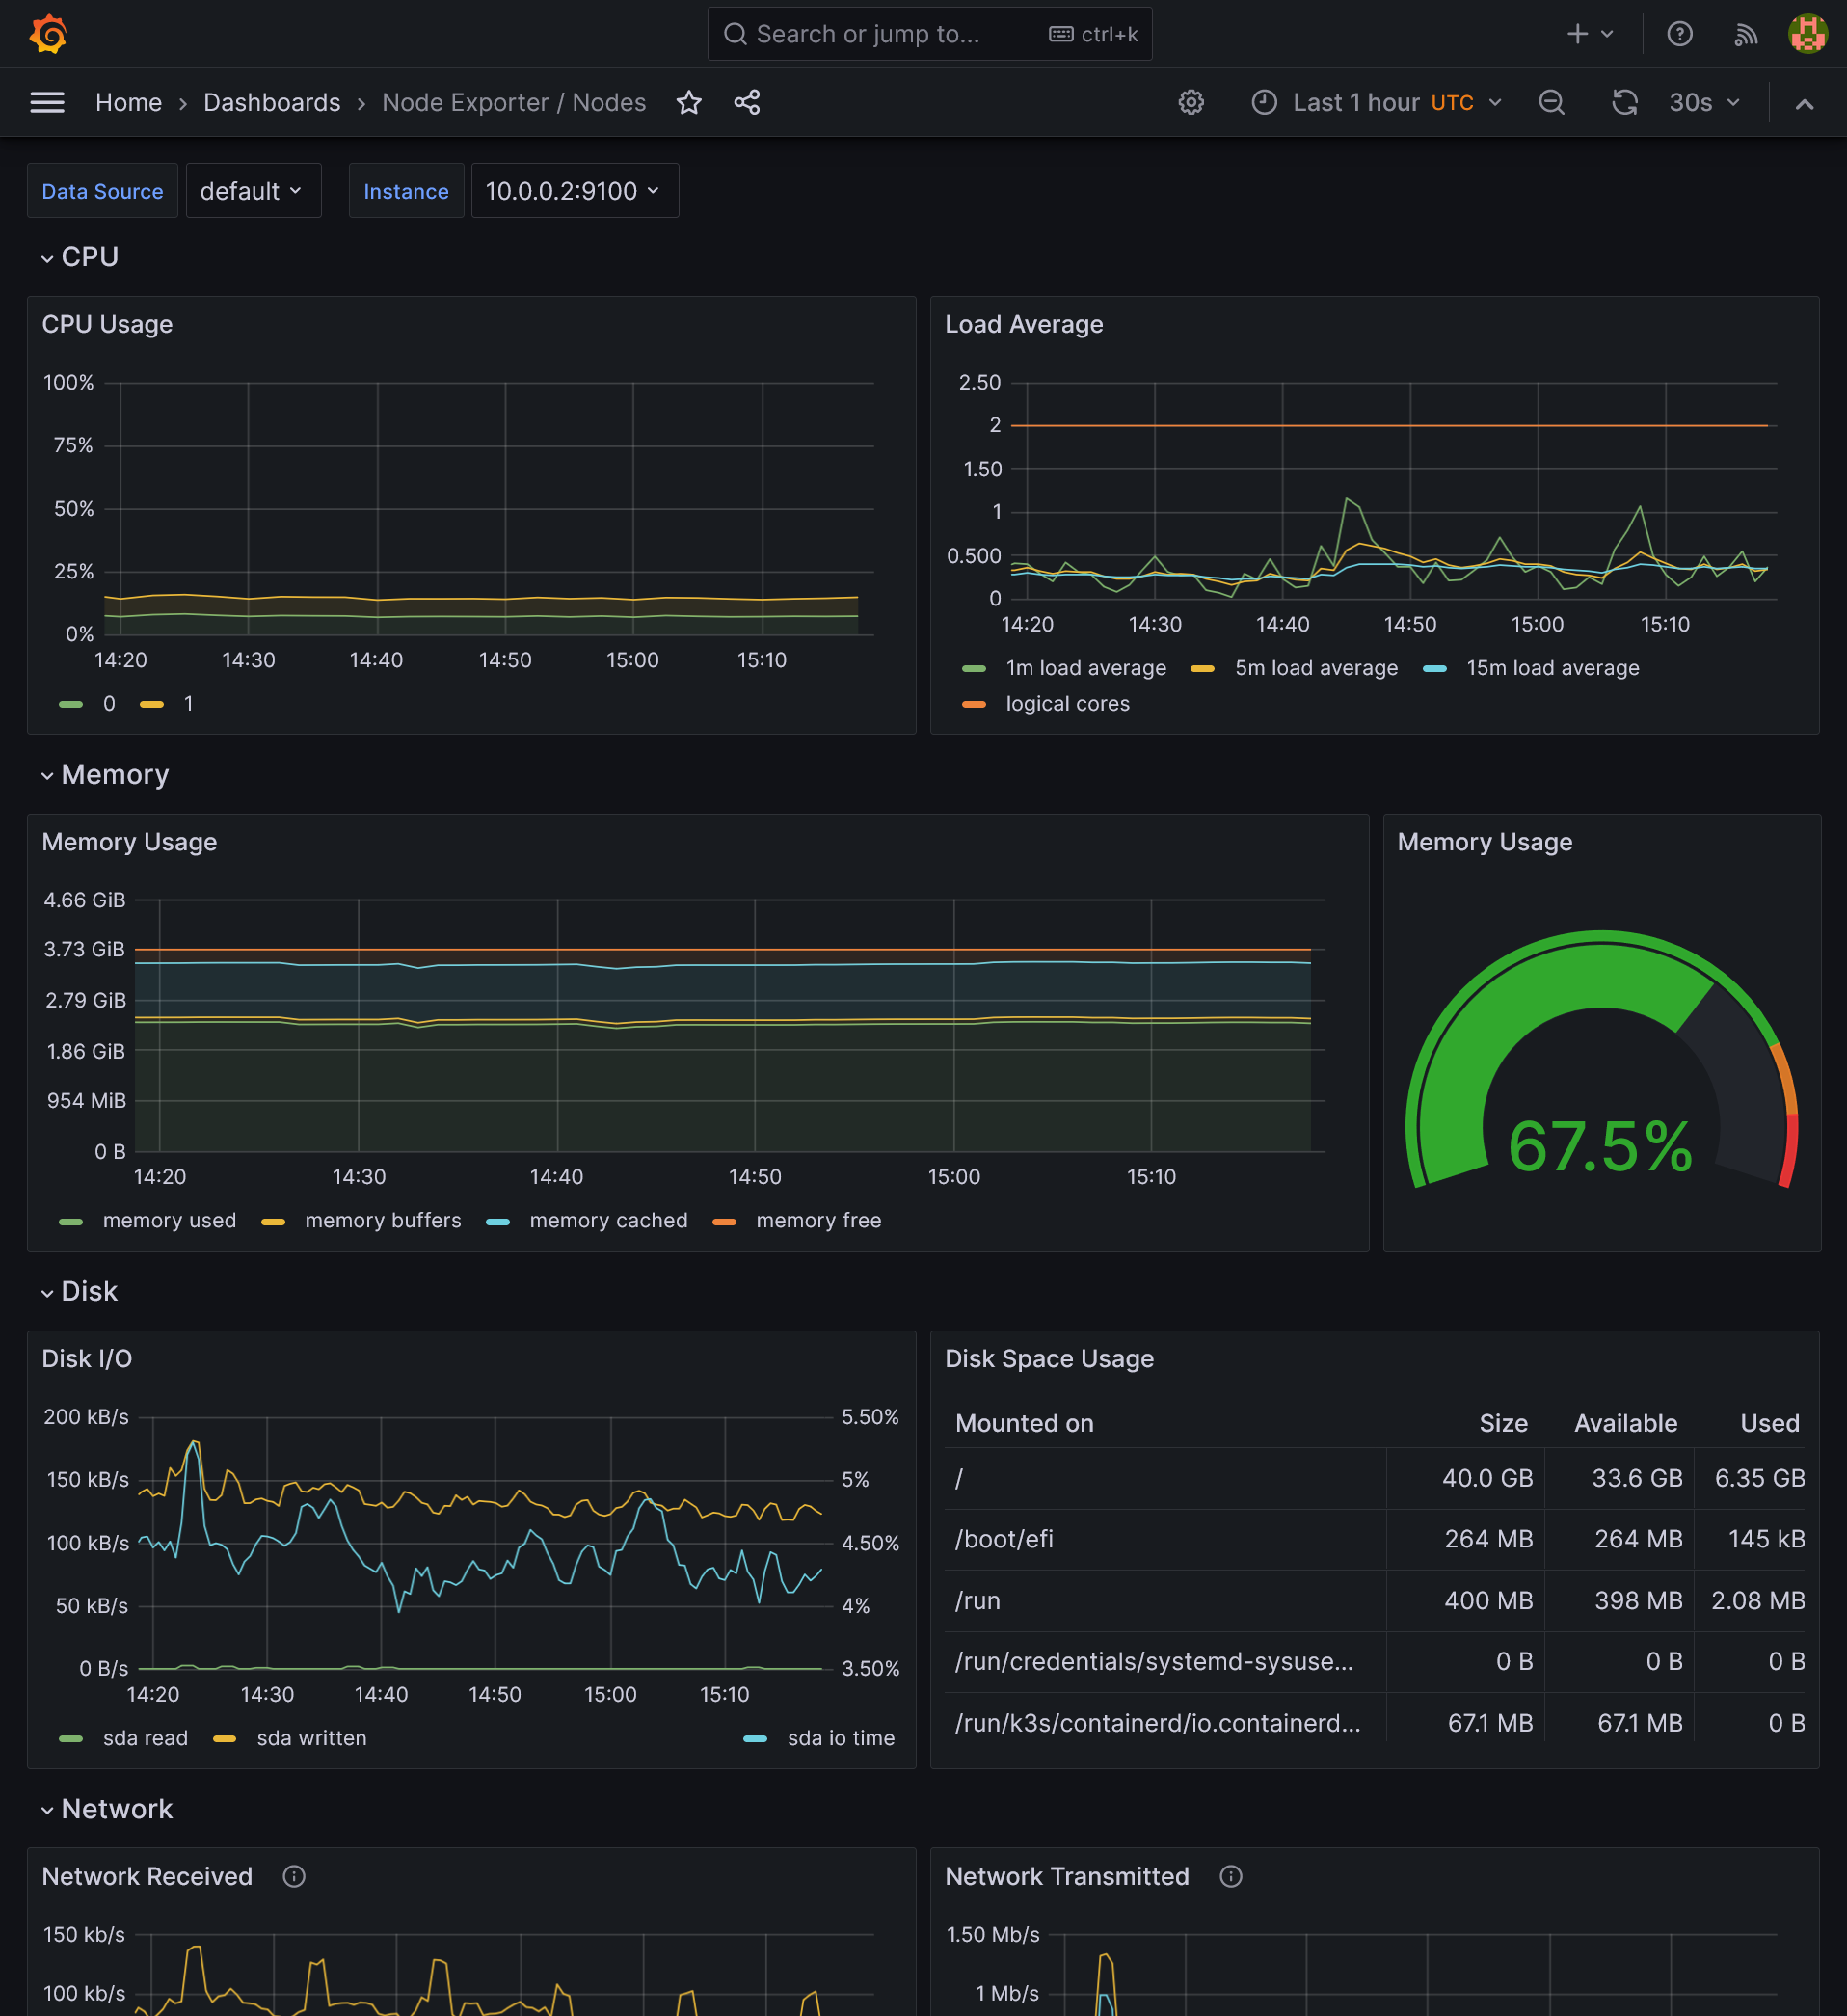 Search or jump to... ctrl+k
Home › Dashboards › Node Exporter / Nodes Last 1 hour UTC 30s
Data Source default Instance 10.0.0.2:9100
CPU
CPU Usage
100%
75%
50%
25%
0%
14:20 14:30 14:40 14:50 15:00 15:10
0 1
Load Average
2.50
2
1.50
1
0.500
0
14:20 14:30 14:40 14:50 15:00 15:10
1m load average 5m load average 15m load average
logical cores
Memory
Memory Usage
4.66 GiB
3.73 GiB
2.79 GiB
1.86 GiB
954 MiB
0 B
14:20 14:30 14:40 14:50 15:00 15:10
memory used memory buffers memory cached memory free
Memory Usage
67.5%
Disk
Disk I/O
200 kB/s 5.50%
150 kB/s 5%
100 kB/s 4.50%
50 kB/s 4%
0 B/s 3.50%
14:20 14:30 14:40 14:50 15:00 15:10
sda read sda written sda io time
Disk Space Usage
Mounted on Size Available Used
/ 40.0 GB 33.6 GB 6.35 GB
/boot/efi 264 MB 264 MB 145 kB
/run 400 MB 398 MB 2.08 MB
/run/credentials/systemd-sysuse... 0 B 0 B 0 B
/run/k3s/containerd/io.containerd... 67.1 MB 67.1 MB 0 B
Network
Network Received
150 kb/s
100 kb/s
Network Transmitted
1.50 Mb/s
1 Mb/s